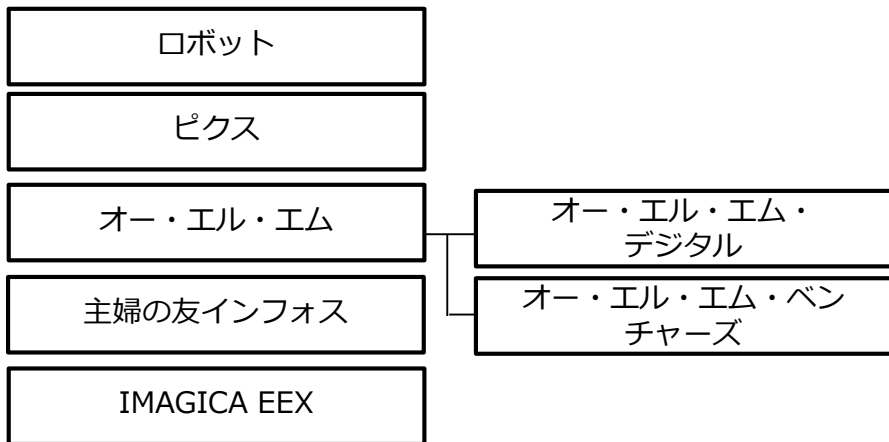 ロボット
ピクス
オー・エル・エム
オー・エル・エム・
デジタル
主婦の友インフォス
オー・エル・エム・ベン
チャーズ
IMAGICA EEX